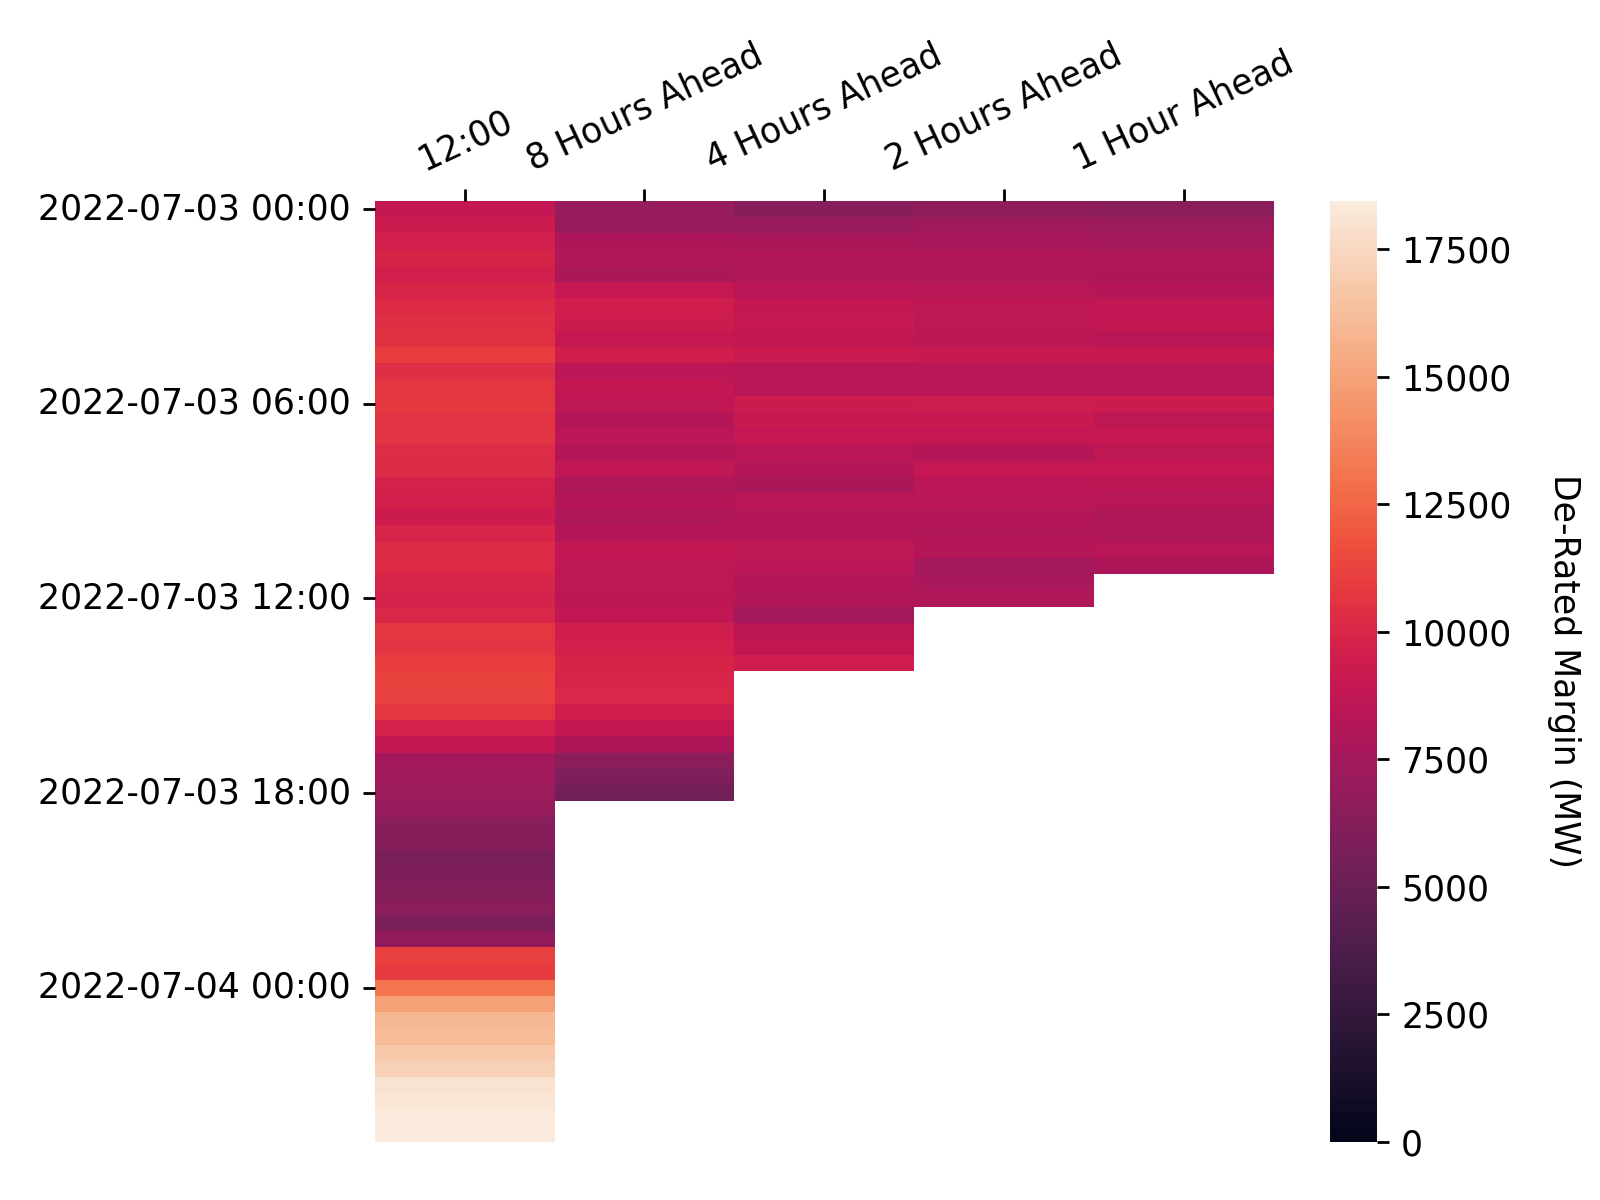 12:00
8 Hours Ahead
4 Hours Ahead
2 Hours Ahead
1 Hour Ahead
2022-07-03 00:00
2022-07-03 06:00
2022-07-03 12:00
2022-07-03 18:00
2022-07-04 00:00
17500
15000
12500
10000
7500
5000
2500
0
De-Rated Margin (MW)